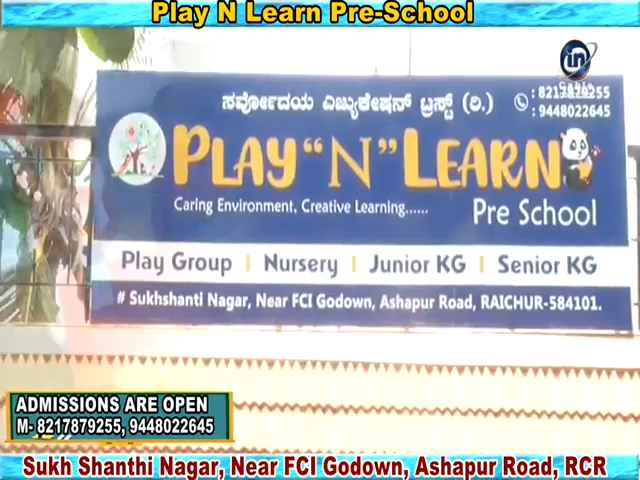 Play N Learn Pre-School
in
ಸರ್ವೋದಯ ಎಜ್ಯುಕೇಷನ್ ಟ್ರಸ್ಟ್ (ರಿ.)
: 8217879255
: 9448022645
PLAY “N” LEARN
Caring Environment, Creative Learning......
Pre School
Play Group | Nursery | Junior KG | Senior KG
# Sukhshanti Nagar, Near FCI Godown, Ashapur Road, RAICHUR-584101.
ADMISSIONS ARE OPEN
M- 8217879255, 9448022645
Sukh Shanthi Nagar, Near FCI Godown, Ashapur Road, RCR